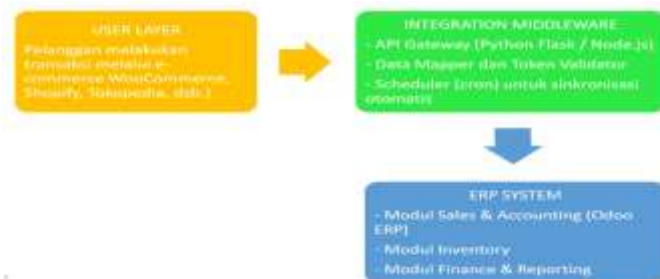 USER LAYER
Pelanggan melakukan
transaksi melalui e-
commerce WooCommerce,
Shopify, Tokopedia, dsb.)
INTEGRATION MIDDLEWARE
- API Gateway (Python Flask / Node.js)
- Data Mapper dan Token Validator
- Scheduler (cron) untuk sinkronisasi
otomatis
ERP SYSTEM
- Modul Sales & Accounting (Odoo
ERP)
- Modul Inventory
- Modul Finance & Reporting